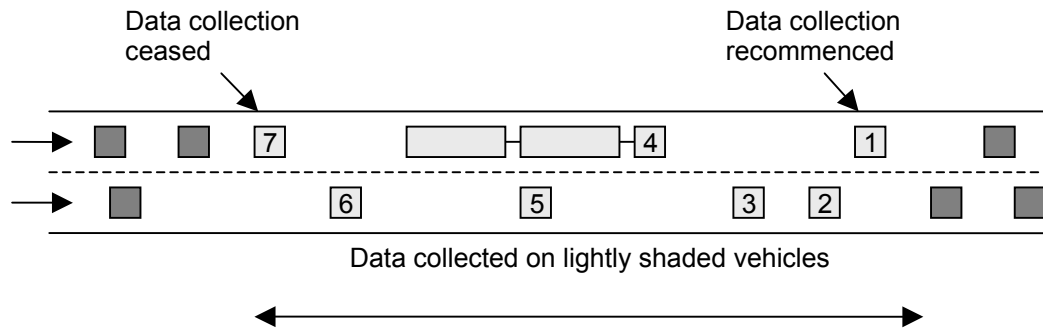 Data collection
ceased
Data collection
recommenced
7
4
1
6
5
3
2
Data collected on lightly shaded vehicles